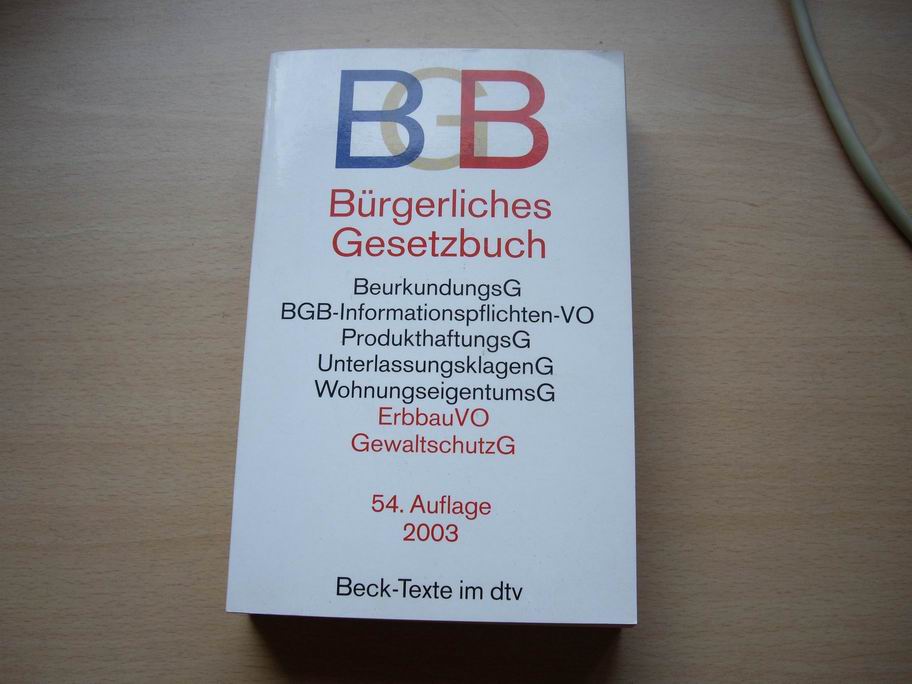 BGB
Bürgerliches
Gesetzbuch
BeurkundungsG
BGB-Informationspflichten-VO
ProdukthaftungsG
UnterlassungsklagenG
WohnungseigentumsG
ErbbauVO
GewaltschutzG
54. Auflage
2003
Beck-Texte im dtv